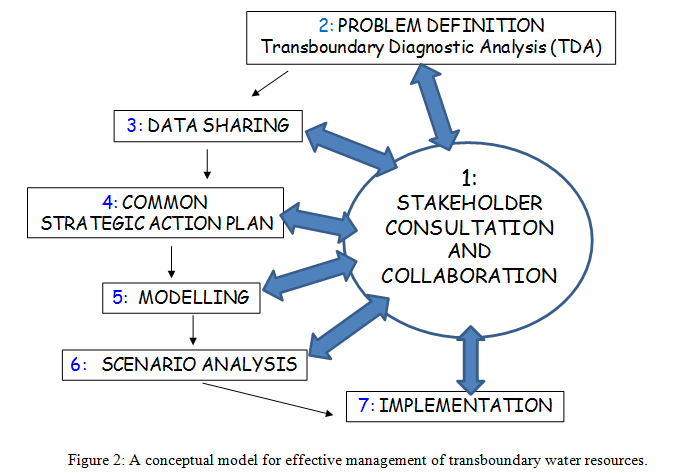 2: PROBLEM DEFINITION
Transboundary Diagnostic Analysis (TDA)
3: DATA SHARING
1:
STAKEHOLDER
CONSULTATION
AND
COLLABORATION
4: COMMON
STRATEGIC ACTION PLAN
5: MODELLING
6: SCENARIO ANALYSIS
7: IMPLEMENTATION
Figure 2: A conceptual model for effective management of transboundary water resources.